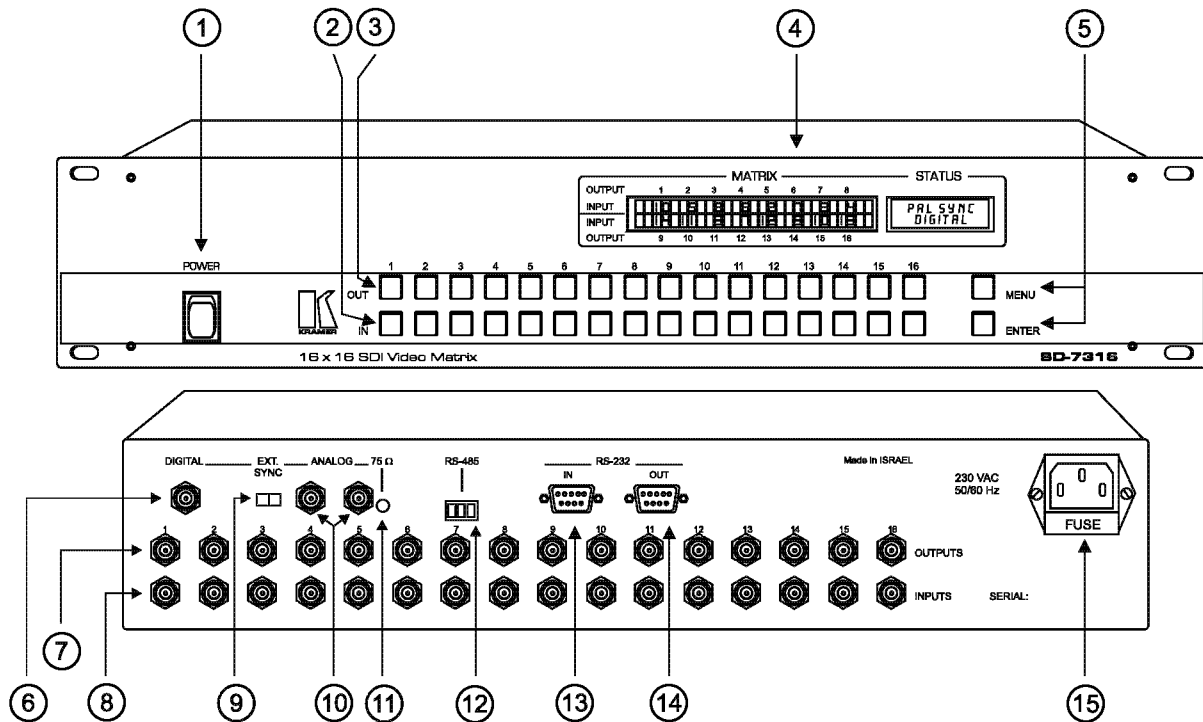 1 2 3 4 5
MATRIX STATUS
OUTPUT 1 2 3 4 5 6 7 8
INPUT
INPUT
OUTPUT 9 10 11 12 13 14 15 16
PAL SYNC
DIGITAL
POWER
1 2 3 4 5 6 7 8 9 10 11 12 13 14 15 16
OUT MENU
IN ENTER
KRAMER
16 x 16 SDI Video Matrix SD-7316
DIGITAL EXT. SYNC ANALOG 75 Ω RS-485 RS-232 Made in ISRAEL
IN OUT
230 VAC
50/60 Hz
FUSE
1 2 3 4 5 6 7 8 9 10 11 12 13 14 15 16
OUTPUTS
INPUTS SERIAL:
7
6 8 9 10 11 12 13 14 15